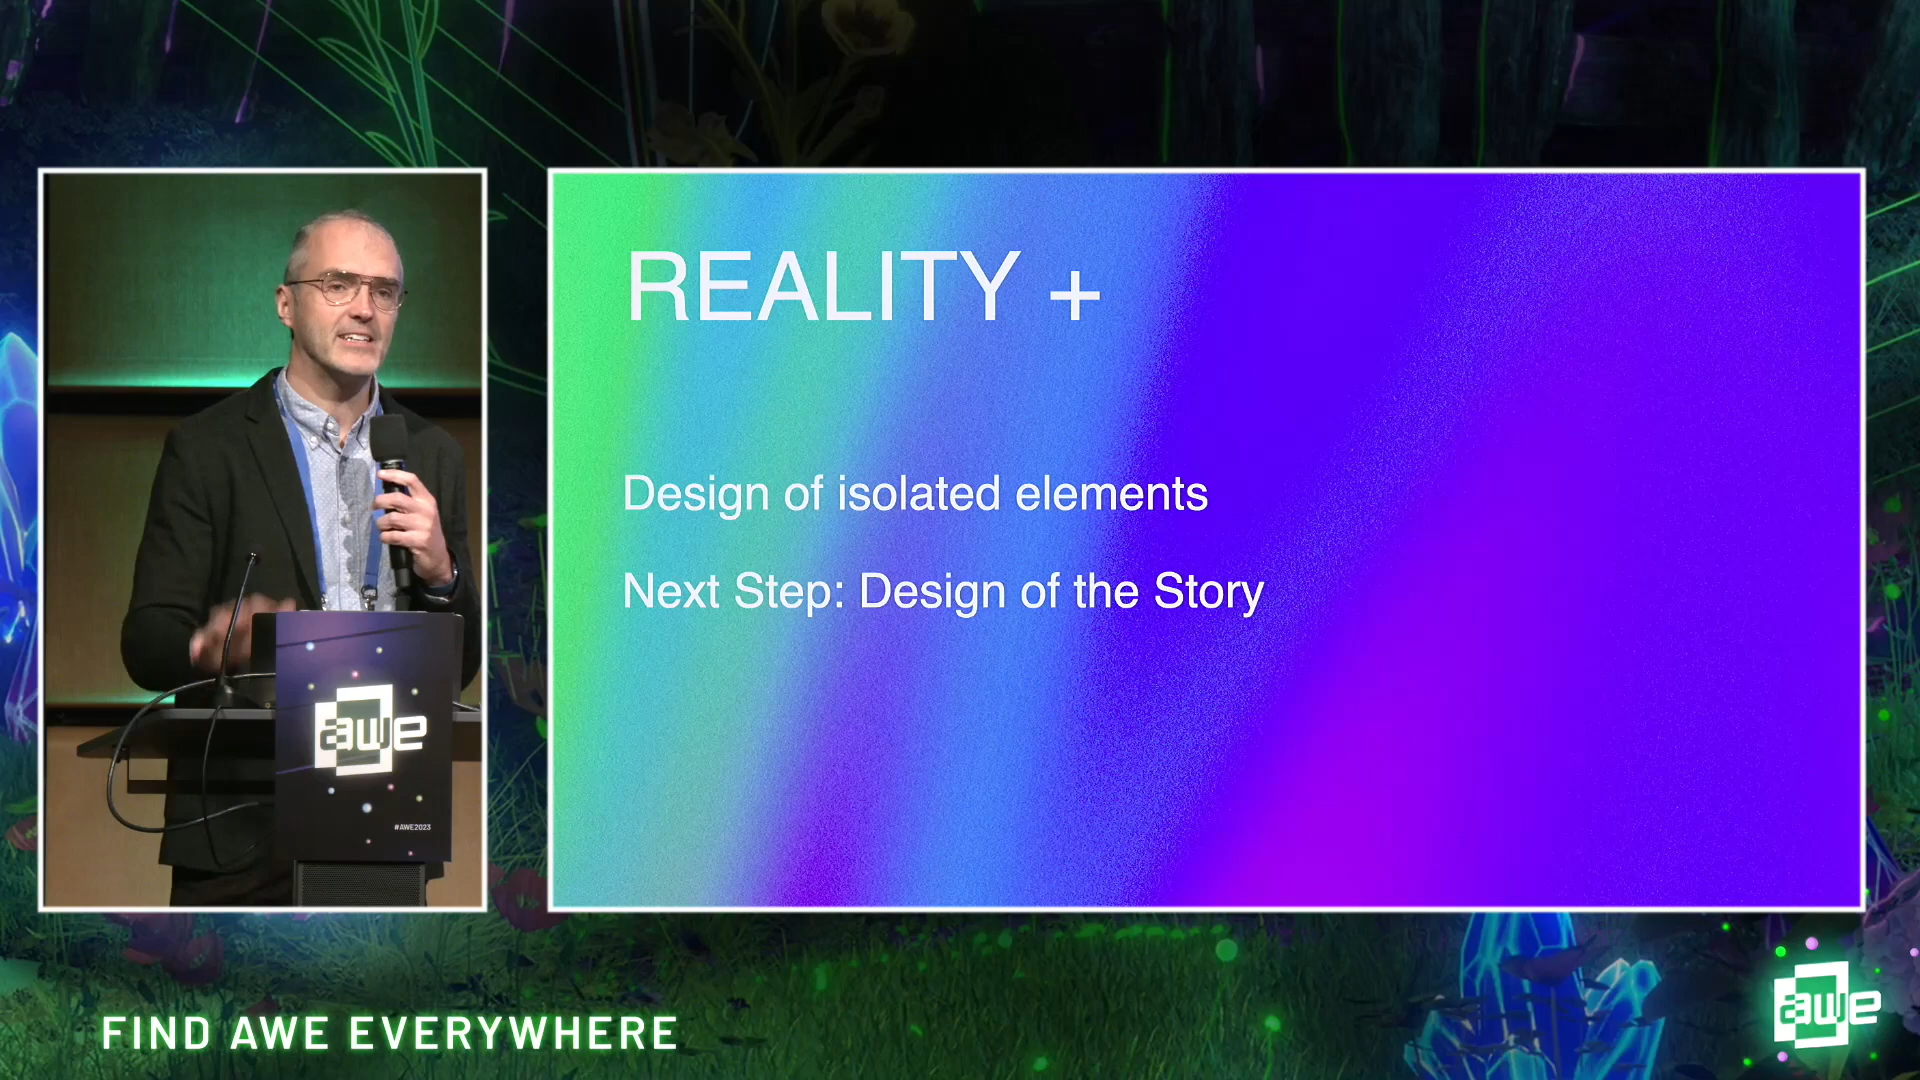 REALITY +
Design of isolated elements
Next Step: Design of the Story
awe
#AWE2023
FIND AWE EVERYWHERE
awe